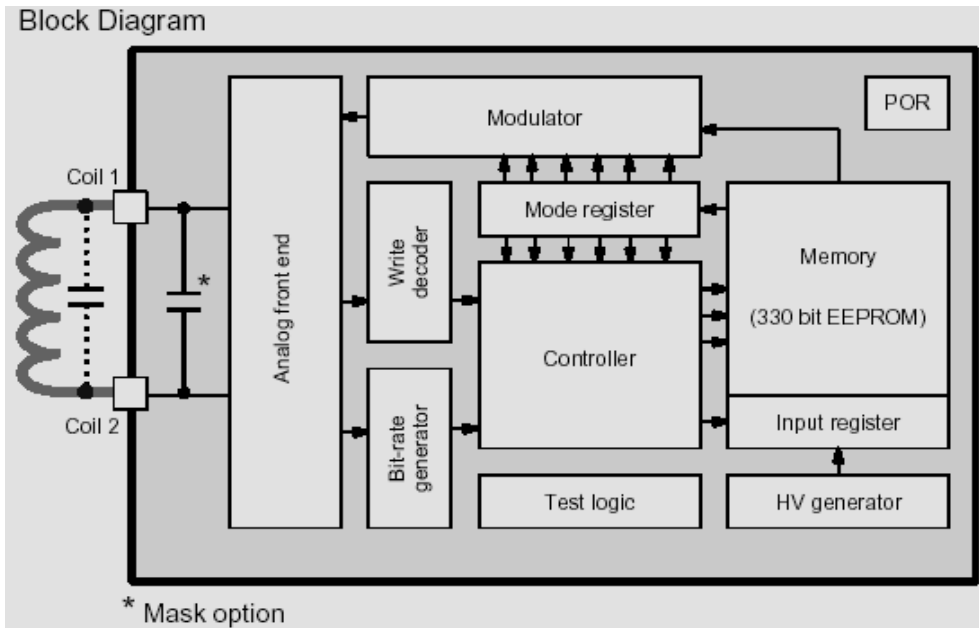 Block Diagram
POR
Modulator
Coil 1
Mode register
Write
decoder
Memory
*
(330 bit EEPROM)
Analog front end
Controller
Coil 2
Bit-rate
generator
Input register
Test logic
HV generator
* Mask option